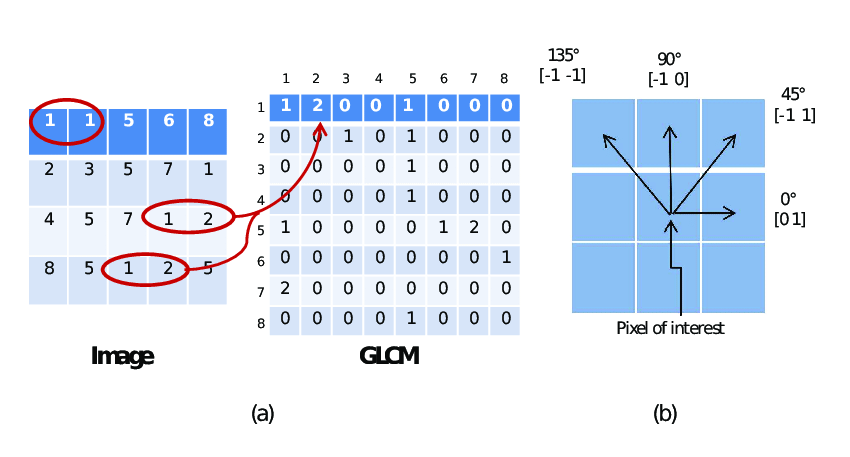 135°
[-1 -1]
90°
[-1 0]
45°
[-1 1]
0°
[0 1]
Pixel of interest
1 1 5 6 8
2 3 5 7 1
4 5 7 1 2
8 5 1 2 5
Image
1 2 3 4 5 6 7 8
1 1 2 0 0 1 0 0 0
2 0 0 1 0 1 0 0 0
3 0 0 0 0 1 0 0 0
4 0 0 0 0 1 0 0 0
5 1 0 0 0 0 1 2 0
6 0 0 0 0 0 0 0 1
7 2 0 0 0 0 0 0 0
8 0 0 0 0 1 0 0 0
GLCM
(a)
(b)